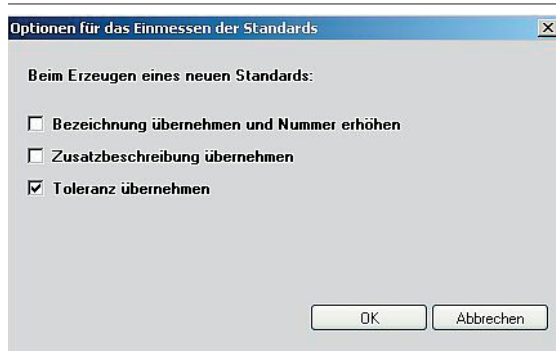 Optionen für das Einmessen der Standards
Beim Erzeugen eines neuen Standards:
Bezeichnung übernehmen und Nummer erhöhen
Zusatzbeschreibung übernehmen
Toleranz übernehmen
OK Abbrechen